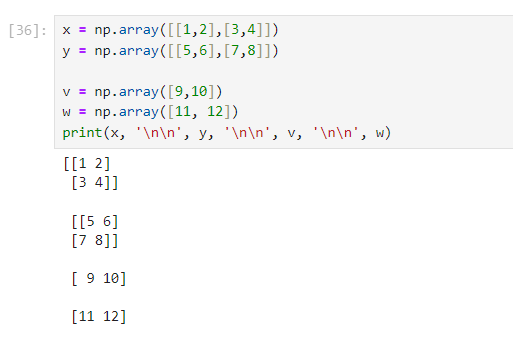 [36]: x = np.array([[1,2],[3,4]])
y = np.array([[5,6],[7,8]])
v = np.array([9,10])
w = np.array([11, 12])
print(x, '\n\n', y, '\n\n', v, '\n\n', w)
[[1 2]
[3 4]]
[[5 6]
[7 8]]
[ 9 10]
[11 12]